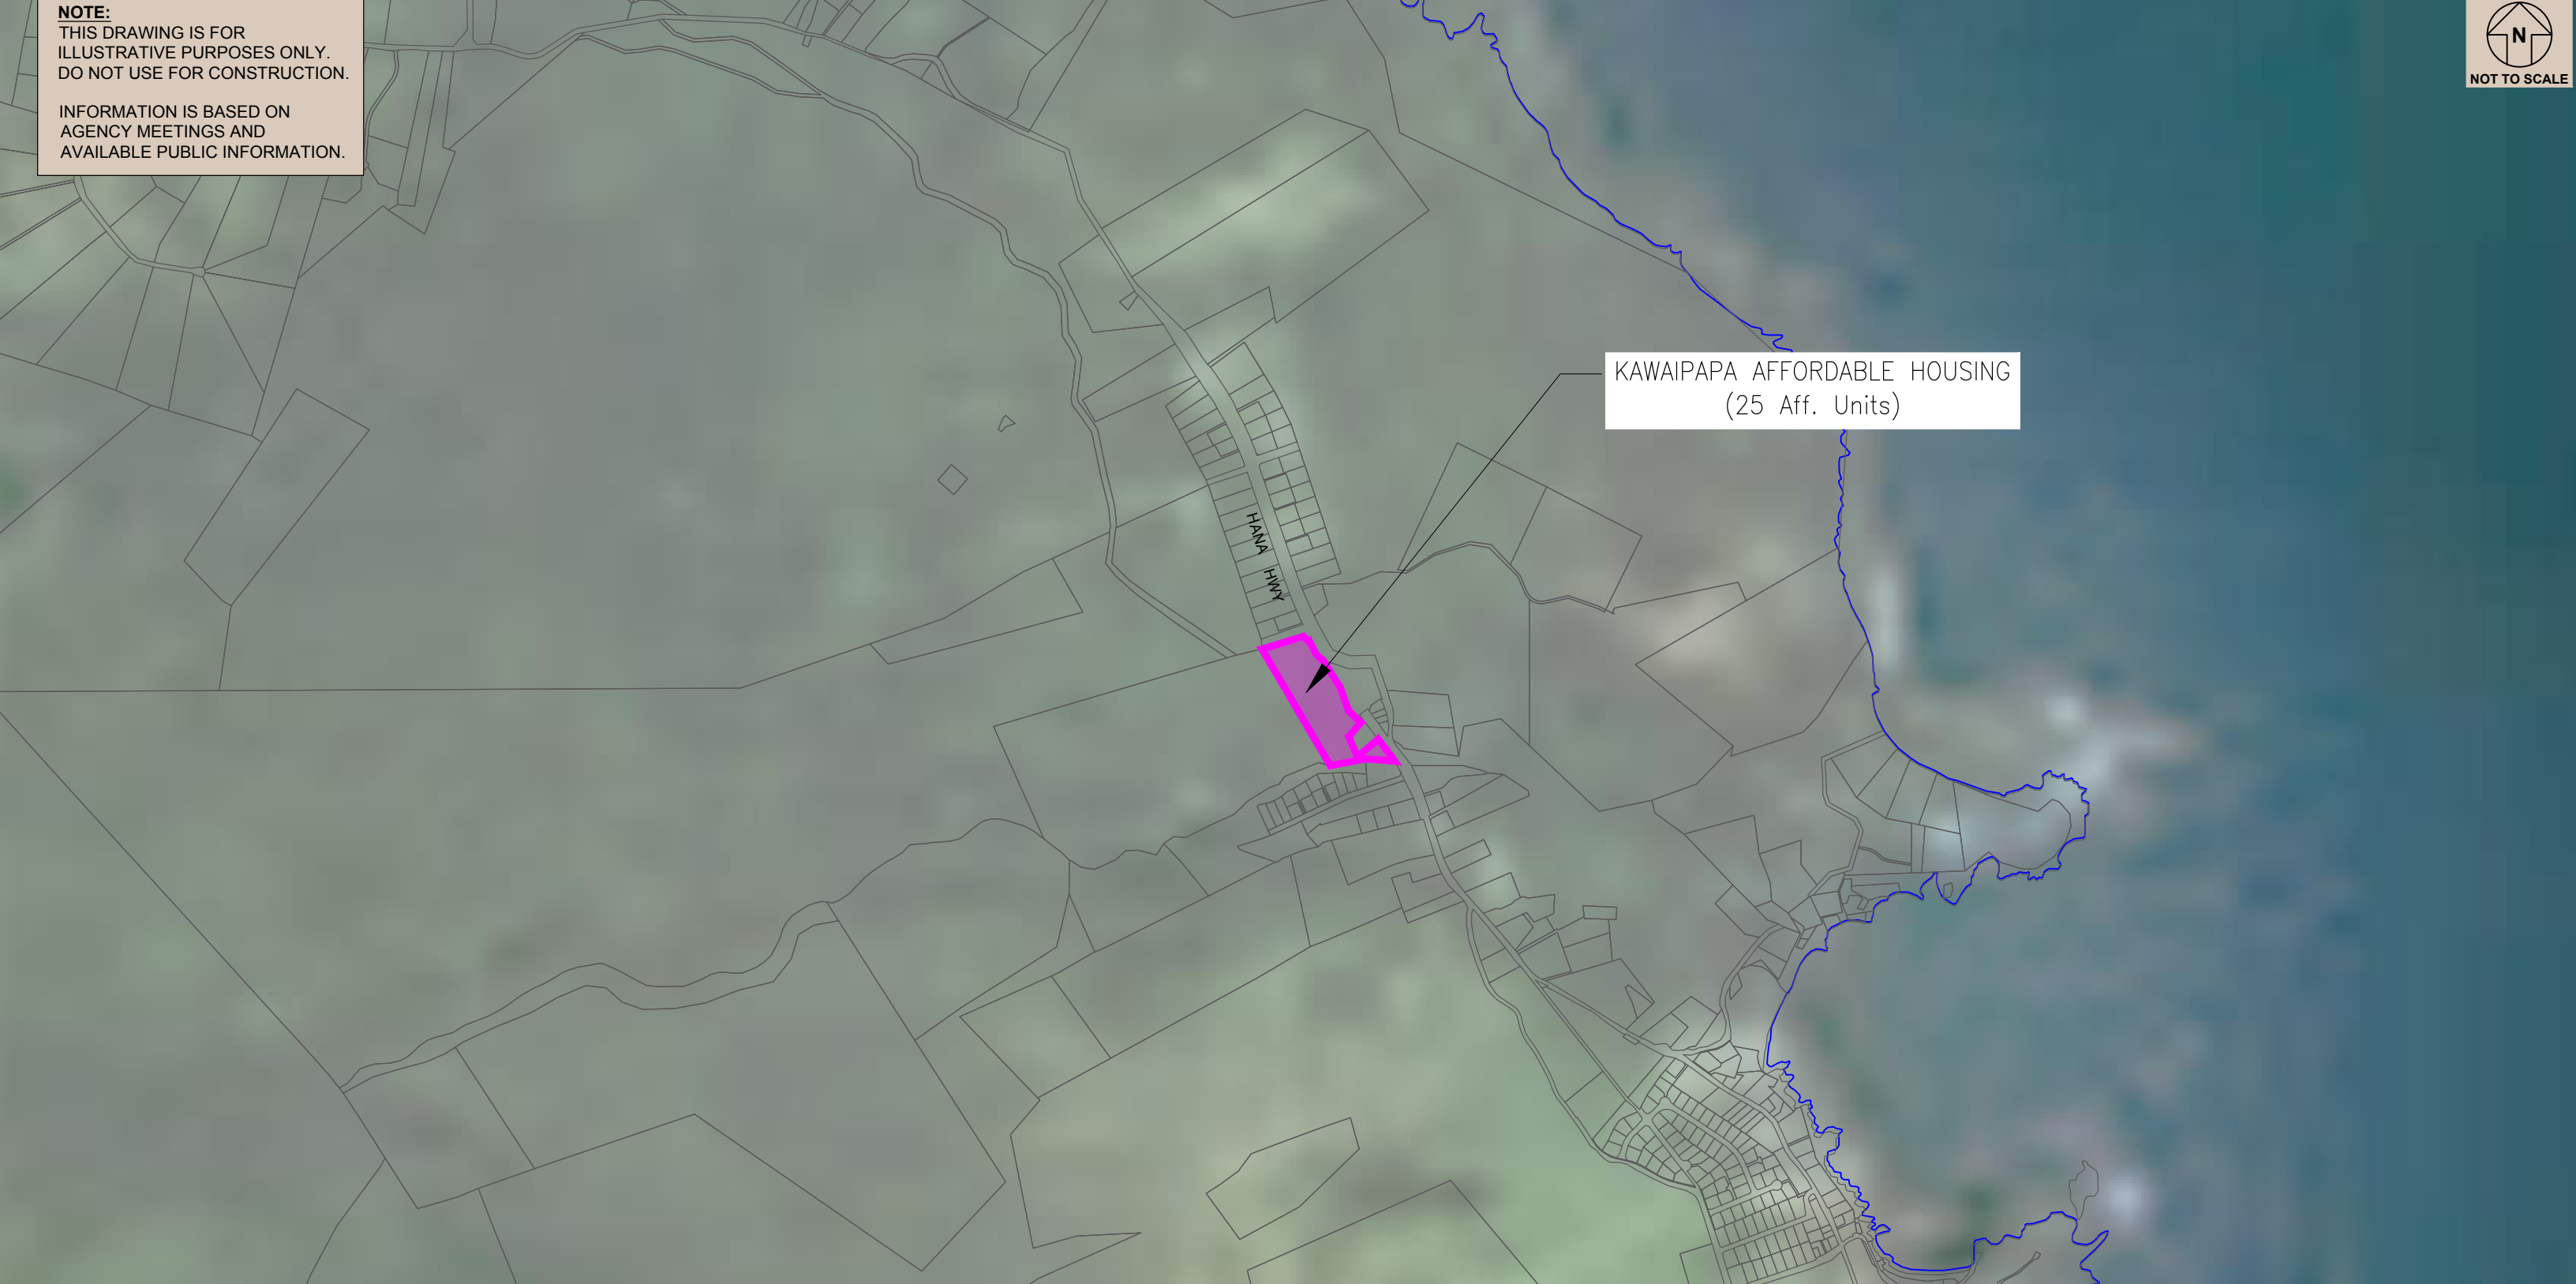 NOTE:
THIS DRAWING IS FOR
ILLUSTRATIVE PURPOSES ONLY.
DO NOT USE FOR CONSTRUCTION.
INFORMATION IS BASED ON
AGENCY MEETINGS AND
AVAILABLE PUBLIC INFORMATION.
N
NOT TO SCALE
KAWAIPAPA AFFORDABLE HOUSING
(25 Aff. Units)
HANA HWY